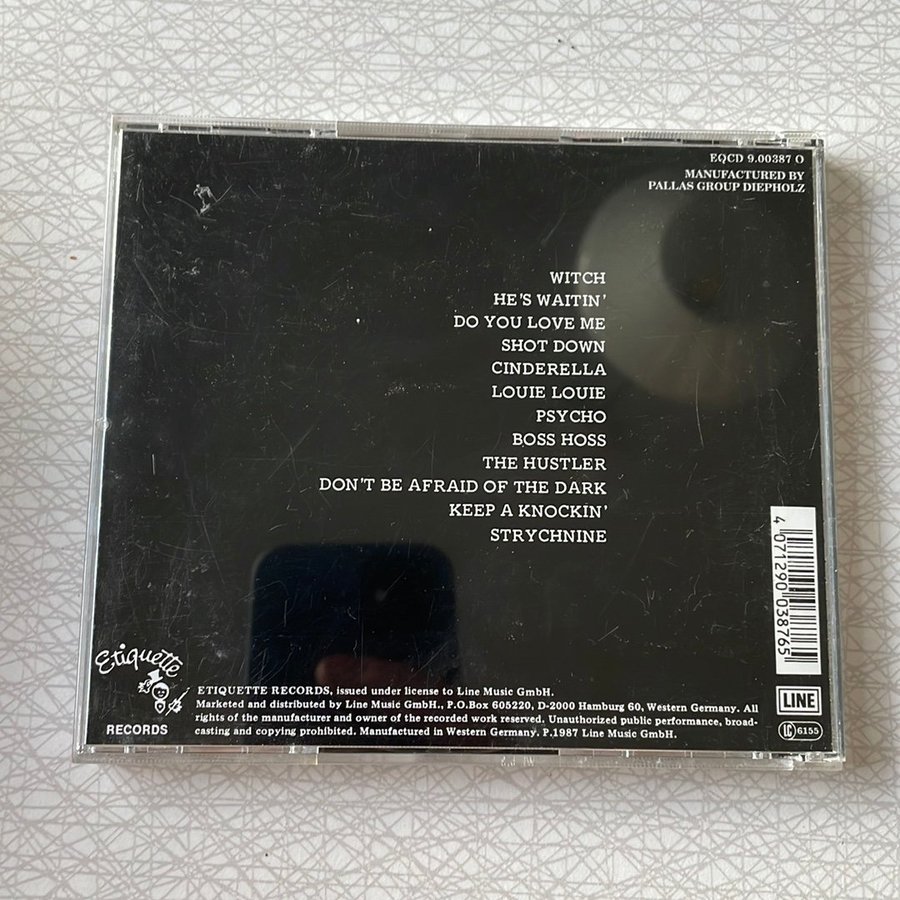 EQCD 9.00387 O
MANUFACTURED BY
PALLAS GROUP DIEPHOLZ
WITCH
HE'S WAITIN'
DO YOU LOVE ME
SHOT DOWN
CINDERELLA
LOUIE LOUIE
PSYCHO
BOSS HOSS
THE HUSTLER
DON'T BE AFRAID OF THE DARK
KEEP A KNOCKIN'
STRYCHNINE
4 071290 038765
Etiquette
RECORDS
ETIQUETTE RECORDS, issued under license to Line Music GmbH.
Marketed and distributed by Line Music GmbH., P.O.Box 605220, D-2000 Hamburg 60, Western Germany. All
rights of the manufacturer and owner of the recorded work reserved. Unauthorized public performance, broad-
casting and copying prohibited. Manufactured in Western Germany. P.1987 Line Music GmbH.
LINE
LC 6155